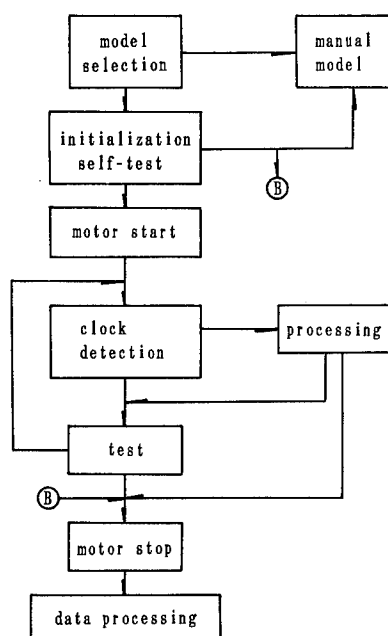 model
selection
manual
model
initialization
self-test
B
motor start
clock
detection
processing
test
B
motor stop
data processing